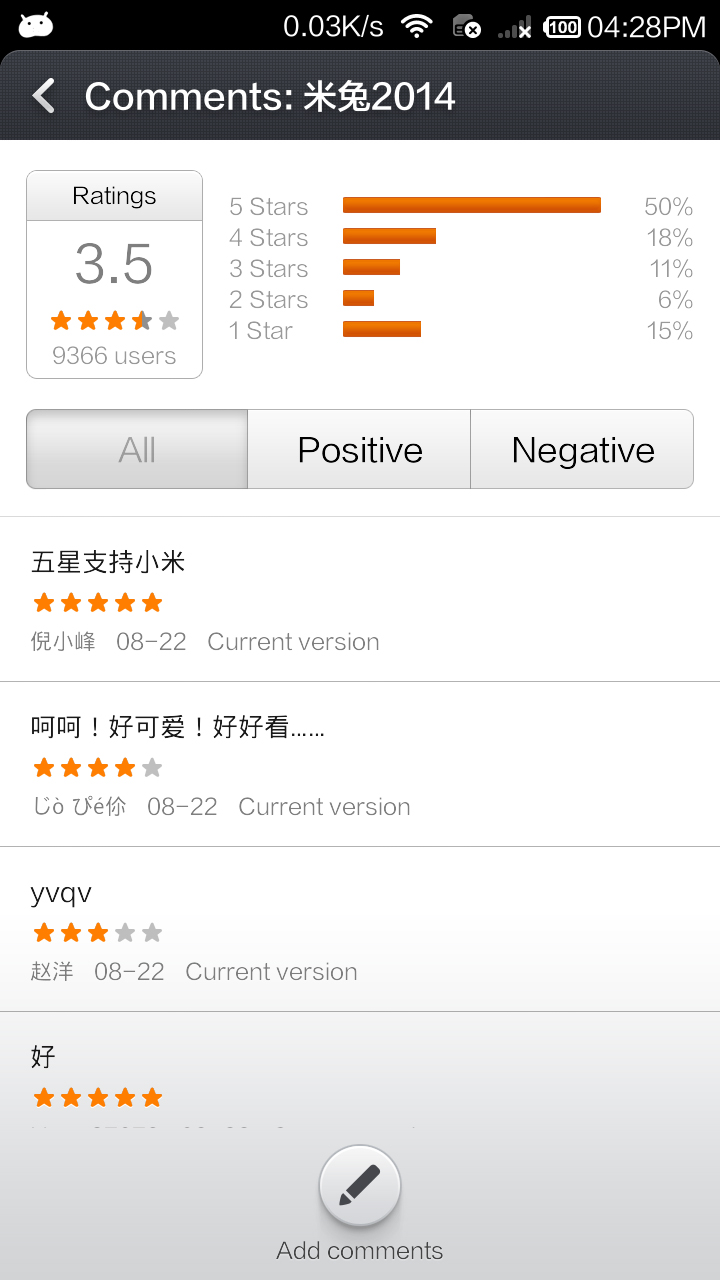 0.03K/s 100 04:28PM
Comments: 米兔2014
Ratings
3.5
9366 users
5 Stars 50%
4 Stars 18%
3 Stars 11%
2 Stars 6%
1 Star 15%
All Positive Negative
五星支持小米
倪小峰 08-22 Current version
呵呵！好可爱！好好看......
じò ぴé伱 08-22 Current version
yvqv
赵洋 08-22 Current version
好
Add comments